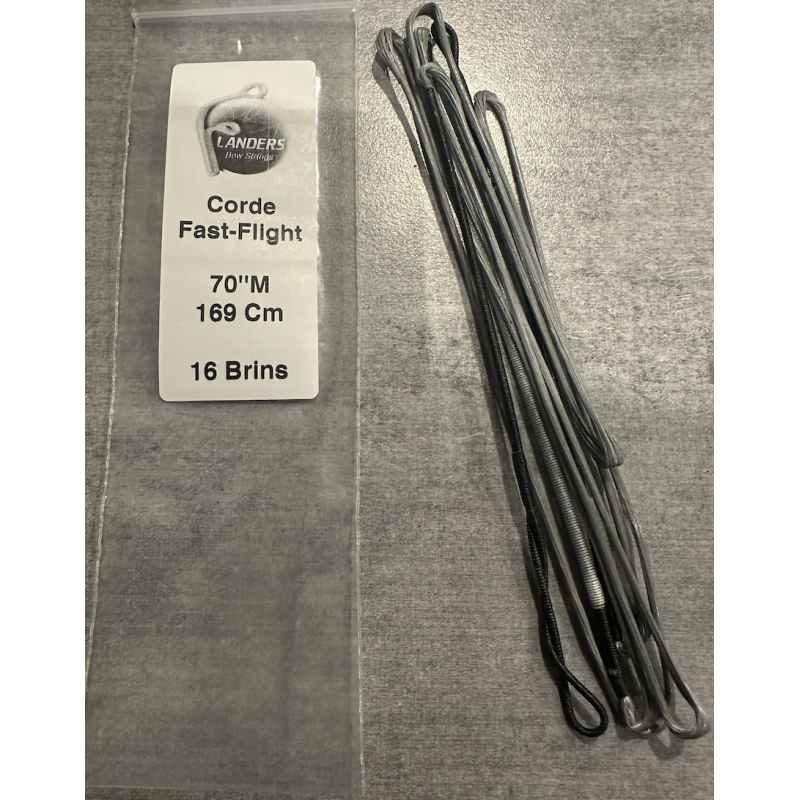 LANDERS
Bow Strings
Corde
Fast-Flight
70"M
169 Cm
16 Brins